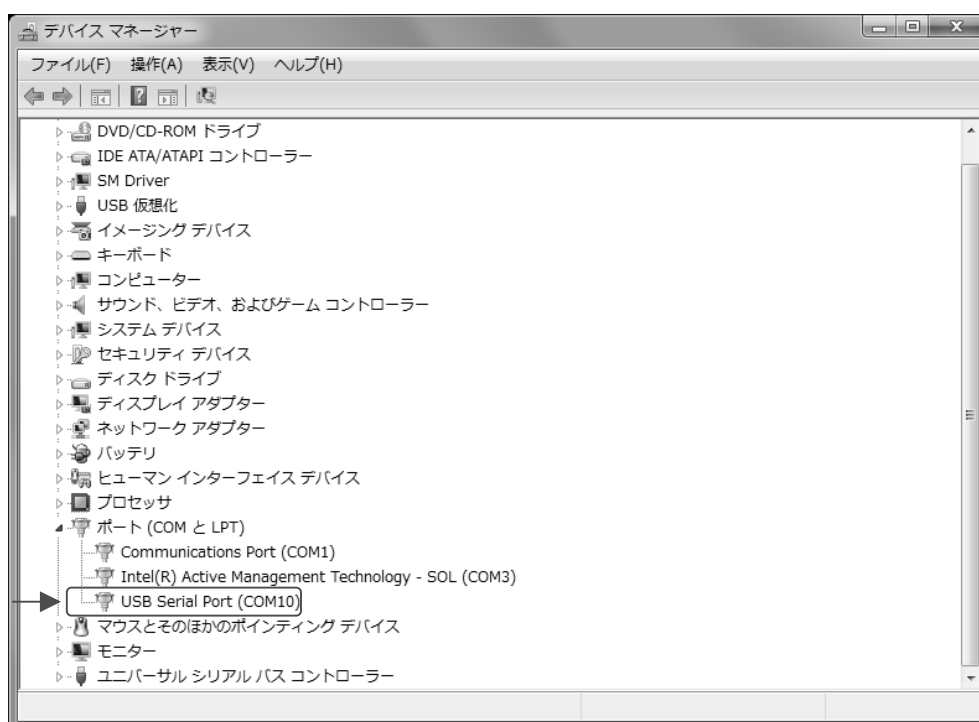 デバイス マネージャー
ファイル(F) 操作(A) 表示(V) ヘルプ(H)
DVD/CD-ROM ドライブ
IDE ATA/ATAPI コントローラー
SM Driver
USB 仮想化
イメージング デバイス
キーボード
コンピューター
サウンド、ビデオ、およびゲーム コントローラー
システム デバイス
セキュリティ デバイス
ディスク ドライブ
ディスプレイ アダプター
ネットワーク アダプター
バッテリ
ヒューマン インターフェイス デバイス
プロセッサ
ポート (COM と LPT)
Communications Port (COM1)
Intel(R) Active Management Technology - SOL (COM3)
USB Serial Port (COM10)
マウスとそのほかのポインティング デバイス
モニター
ユニバーサル シリアル バス コントローラー